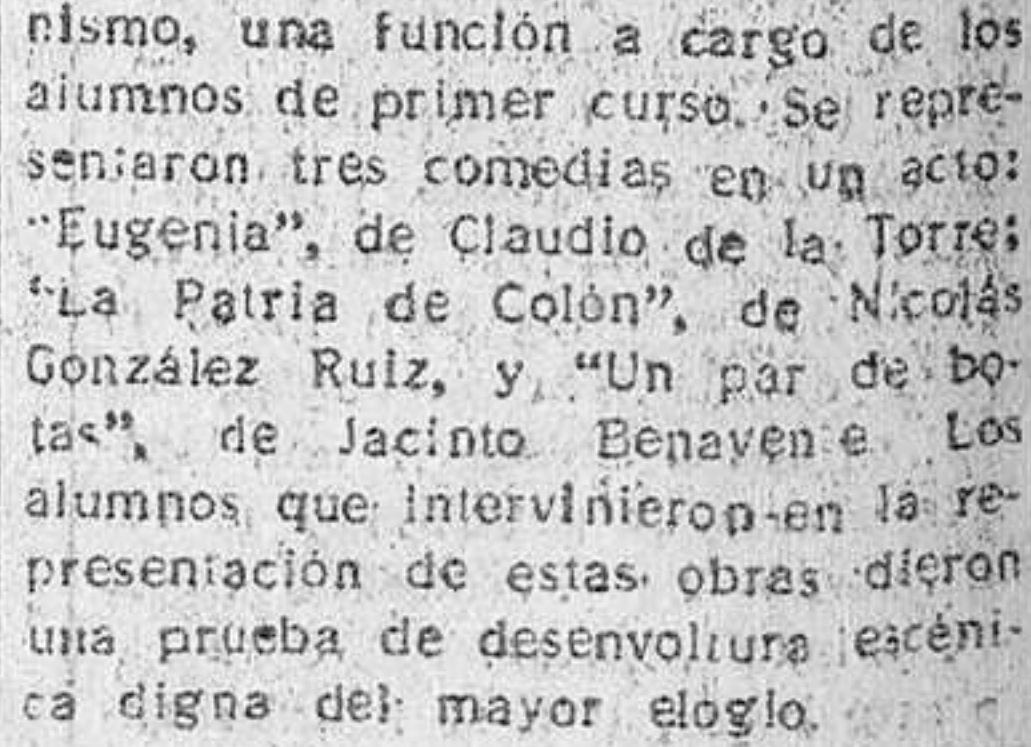 nismo, una función a cargo de los
alumnos de primer curso. Se repre-
sentaron tres comedias en un acto:
"Eugenia", de Claudio de la Torre;
"La Patria de Colón", de Nicolás
González Ruiz, y "Un par de bo-
tas", de Jacinto Benavente. Los
alumnos que intervinieron en la re-
presentación de estas obras dieron
una prueba de desenvoltura escéni-
ca digna del mayor elogio.